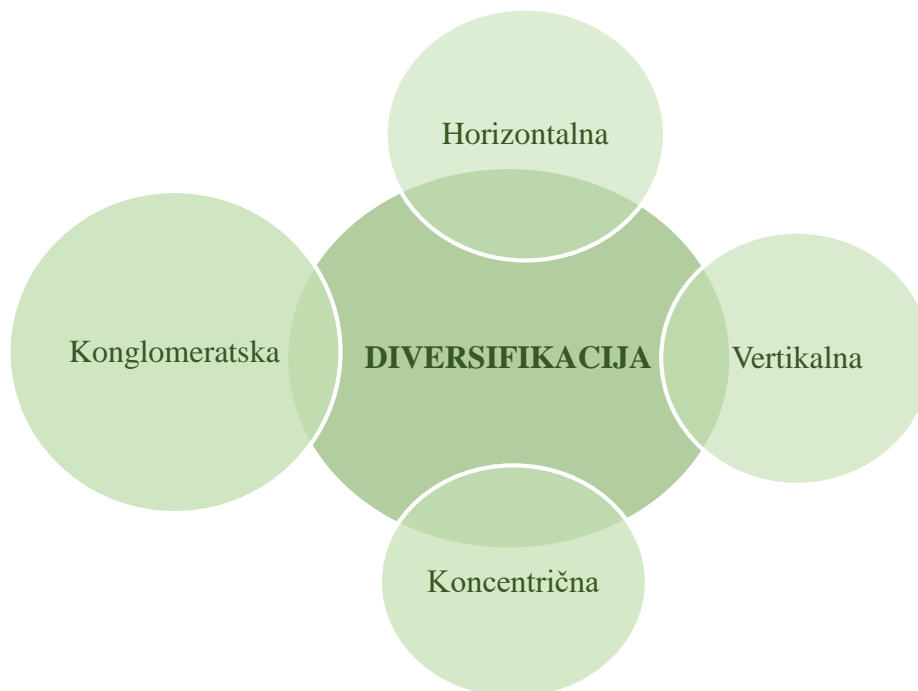 Horizontalna
Konglomeratska
DIVERSIFIKACIJA
Vertikalna
Koncentrična